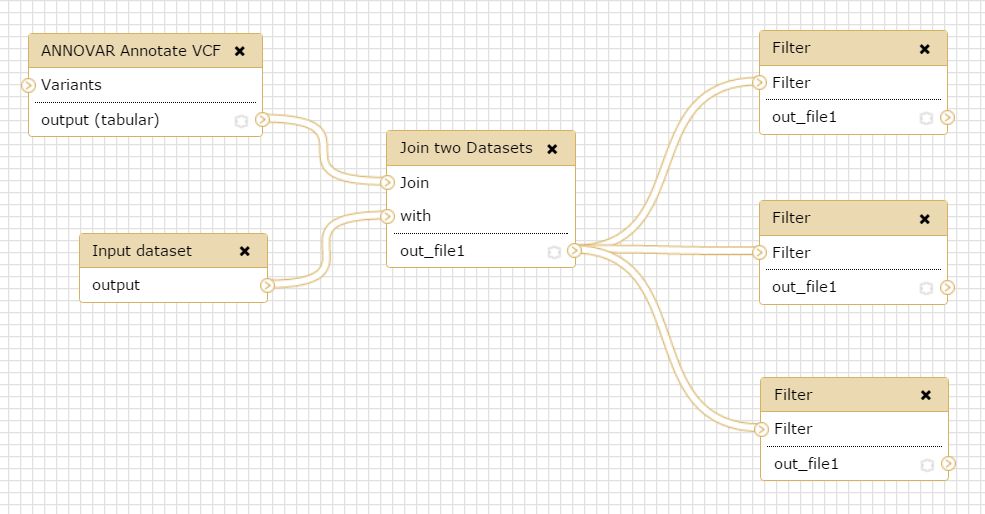 ANNOVAR Annotate VCF
Variants
output (tabular)
Input dataset
output
Join two Datasets
Join
with
out_file1
Filter
Filter
out_file1
Filter
Filter
out_file1
Filter
Filter
out_file1